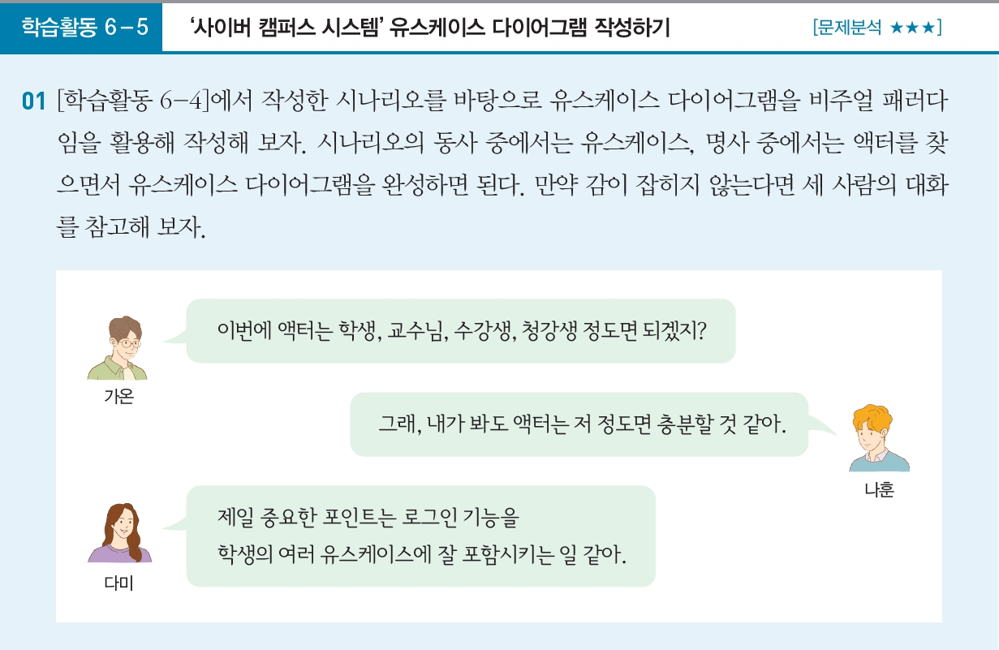 학습활동 6-5 '사이버 캠퍼스 시스템' 유스케이스 다이어그램 작성하기 [문제분석 ★★★]
01 [학습활동 6-4]에서 작성한 시나리오를 바탕으로 유스케이스 다이어그램을 비주얼 패러다
임을 활용해 작성해 보자. 시나리오의 동사 중에서는 유스케이스, 명사 중에서는 액터를 찾
으면서 유스케이스 다이어그램을 완성하면 된다. 만약 감이 잡히지 않는다면 세 사람의 대화
를 참고해 보자.
이번에 액터는 학생, 교수님, 수강생, 청강생 정도면 되겠지?
가온
그래, 내가 봐도 액터는 저 정도면 충분할 것 같아.
나훈
제일 중요한 포인트는 로그인 기능을
학생의 여러 유스케이스에 잘 포함시키는 일 같아.
다미